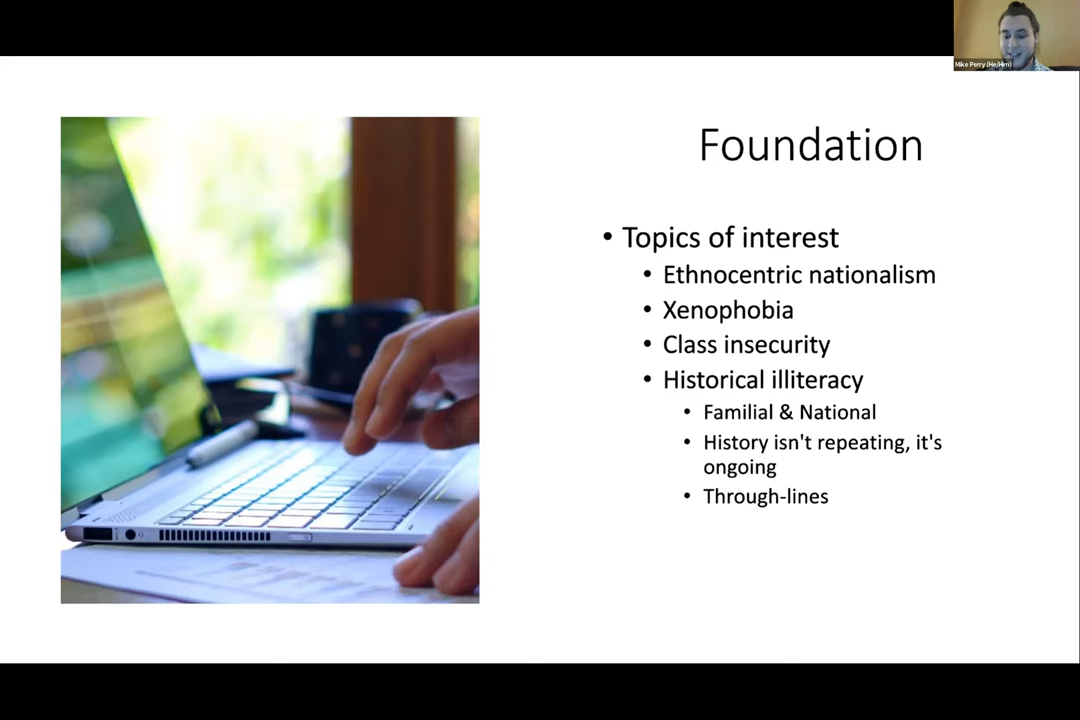 Mike Perry (He/Him)
Foundation
• Topics of interest
• Ethnocentric nationalism
• Xenophobia
• Class insecurity
• Historical illiteracy
• Familial & National
• History isn't repeating, it's
ongoing
• Through-lines